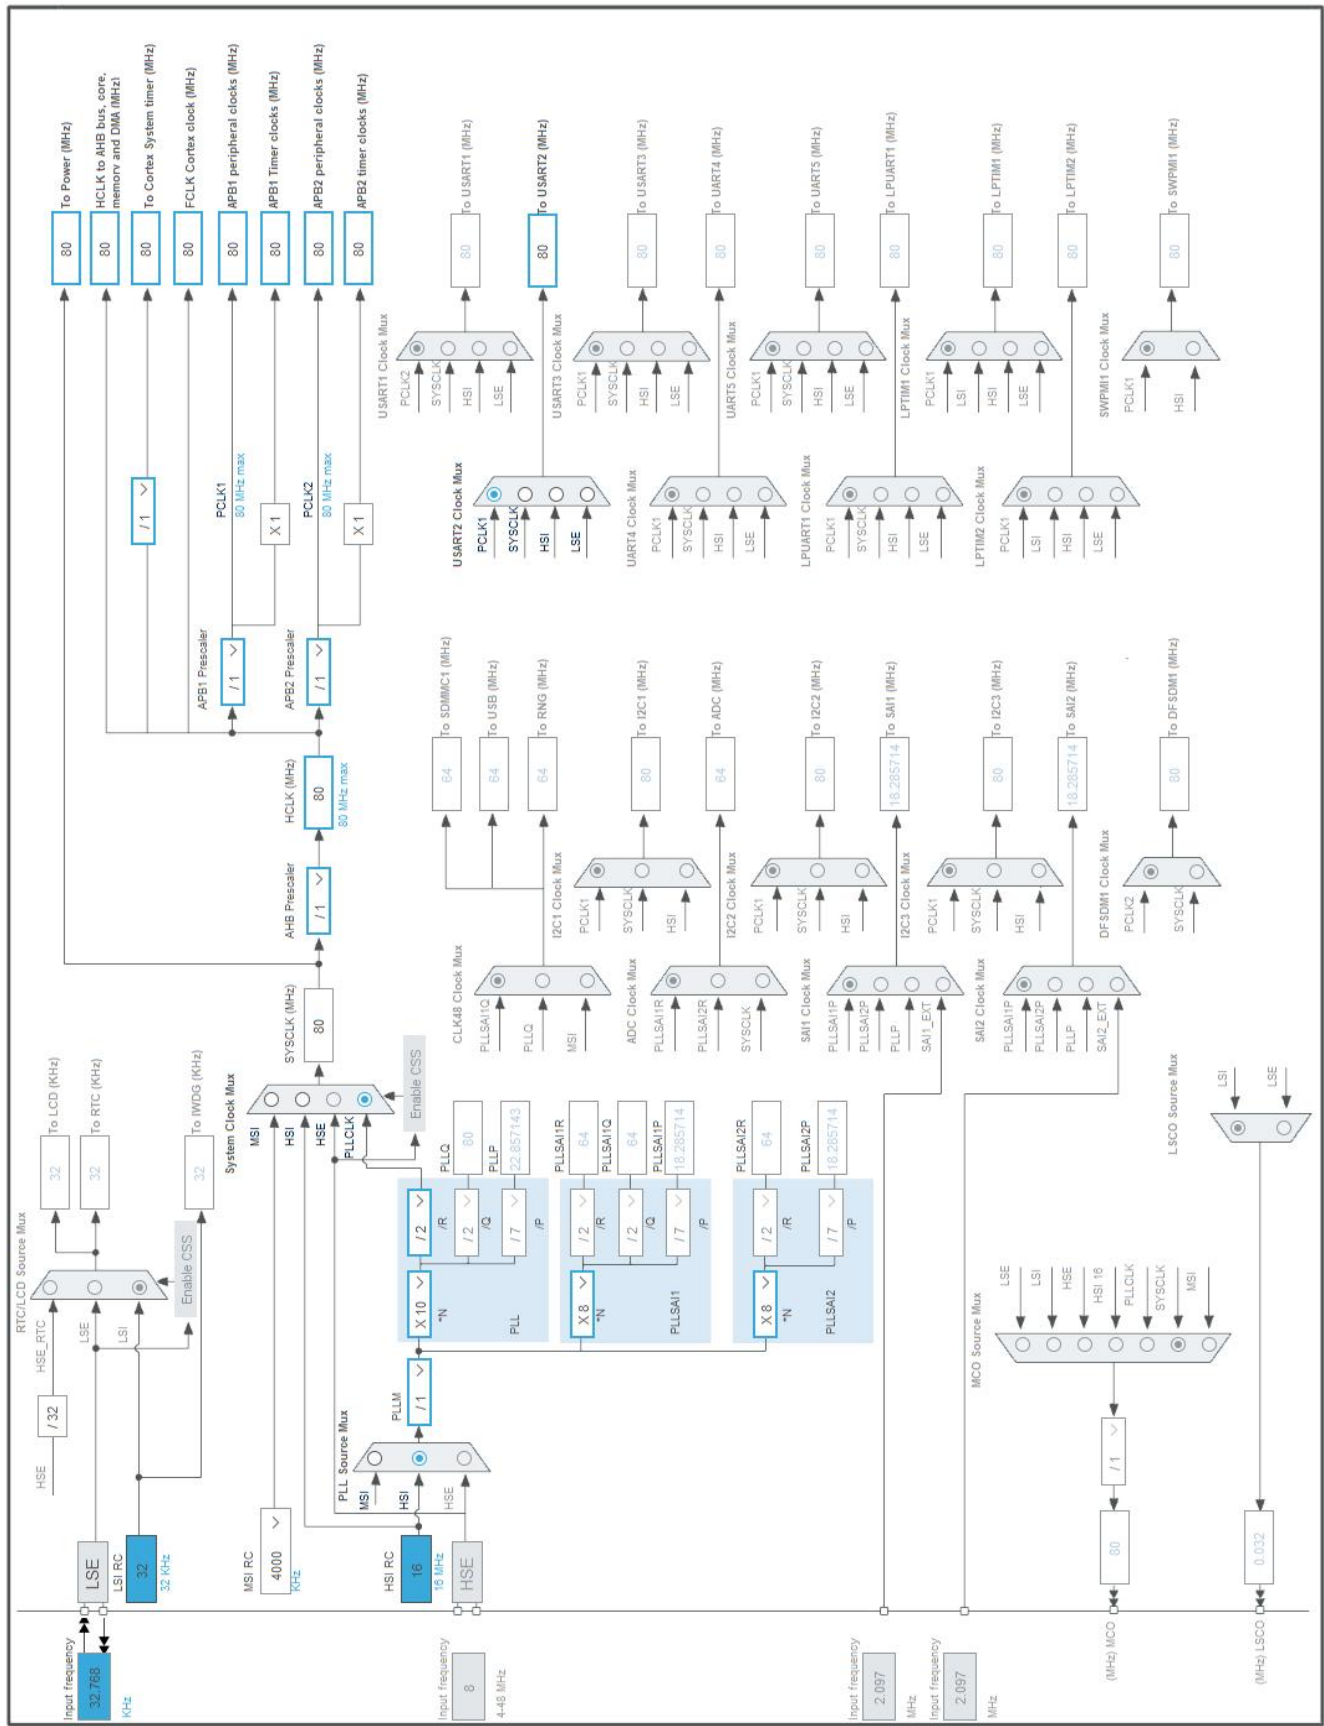 Input frequency
32.768
KHz
LSE
LSI RC
32
32 KHz
HSE
/ 32
HSE_RTC
LSE
LSI
RTC/LCD Source Mux
Enable CSS
32
To LCD (KHz)
32
To RTC (KHz)
32
To IWDG (KHz)
MSI RC
4000
KHz
HSI RC
16
16 MHz
Input frequency
8
4-48 MHz
HSE
PLL Source Mux
MSI
HSI
HSE
PLLM
/ 1
X 10
*N
PLL
/ 2
/R
/ 2
/Q
/ 7
/P
PLLQ
80
PLLP
22.857143
X 8
*N
PLLSAI1
/ 2
/R
/ 2
/Q
/ 7
/P
PLLSAI1R
64
PLLSAI1Q
64
PLLSAI1P
18.285714
X 8
*N
PLLSAI2
/ 2
/R
/ 7
/P
PLLSAI2R
64
PLLSAI2P
18.285714
System Clock Mux
MSI
HSI
HSE
PLLCLK
Enable CSS
SYSCLK (MHz)
80
AHB Prescaler
/ 1
HCLK (MHz)
80
80 MHz max
APB1 Prescaler
/ 1
APB2 Prescaler
/ 1
/ 1
PCLK1
80 MHz max
X 1
PCLK2
80 MHz max
X 1
80
To Power (MHz)
80
HCLK to AHB bus, core,
memory and DMA (MHz)
80
To Cortex System timer (MHz)
80
FCLK Cortex clock (MHz)
80
APB1 peripheral clocks (MHz)
80
APB1 Timer clocks (MHz)
80
APB2 peripheral clocks (MHz)
80
APB2 timer clocks (MHz)
CLK48 Clock Mux
PLLSAI1Q
PLLQ
MSI
64
To SDMMC1 (MHz)
64
To USB (MHz)
64
To RNG (MHz)
I2C1 Clock Mux
PCLK1
SYSCLK
HSI
80
To I2C1 (MHz)
ADC Clock Mux
PLLSAI1R
PLLSAI2R
SYSCLK
64
To ADC (MHz)
I2C2 Clock Mux
PCLK1
SYSCLK
HSI
80
To I2C2 (MHz)
SAI1 Clock Mux
PLLSAI1P
PLLSAI2P
PLLP
SAI1_EXT
18.285714
To SAI1 (MHz)
I2C3 Clock Mux
PCLK1
SYSCLK
HSI
80
To I2C3 (MHz)
SAI2 Clock Mux
PLLSAI1P
PLLSAI2P
PLLP
SAI2_EXT
18.285714
To SAI2 (MHz)
DFSDM1 Clock Mux
PCLK2
SYSCLK
80
To DFSDM1 (MHz)
USART1 Clock Mux
PCLK2
SYSCLK
HSI
LSE
80
To USART1 (MHz)
USART2 Clock Mux
PCLK1
SYSCLK
HSI
LSE
80
To USART2 (MHz)
USART3 Clock Mux
PCLK1
SYSCLK
HSI
LSE
80
To USART3 (MHz)
UART4 Clock Mux
PCLK1
SYSCLK
HSI
LSE
80
To UART4 (MHz)
UART5 Clock Mux
PCLK1
SYSCLK
HSI
LSE
80
To UART5 (MHz)
LPUART1 Clock Mux
PCLK1
SYSCLK
HSI
LSE
80
To LPUART1 (MHz)
LPTIM1 Clock Mux
PCLK1
LSI
HSI
LSE
80
To LPTIM1 (MHz)
LPTIM2 Clock Mux
PCLK1
LSI
HSI
LSE
80
To LPTIM2 (MHz)
SWPMI1 Clock Mux
PCLK1
HSI
80
To SWPMI1 (MHz)
Input frequency
2.097
MHz
Input frequency
2.097
MHz
MCO Source Mux
LSE
LSI
HSE
HSI 16
PLLCLK
SYSCLK
MSI
/ 1
80
(MHz) MCO
LSCO Source Mux
LSI
LSE
0.032
(MHz) LSCO